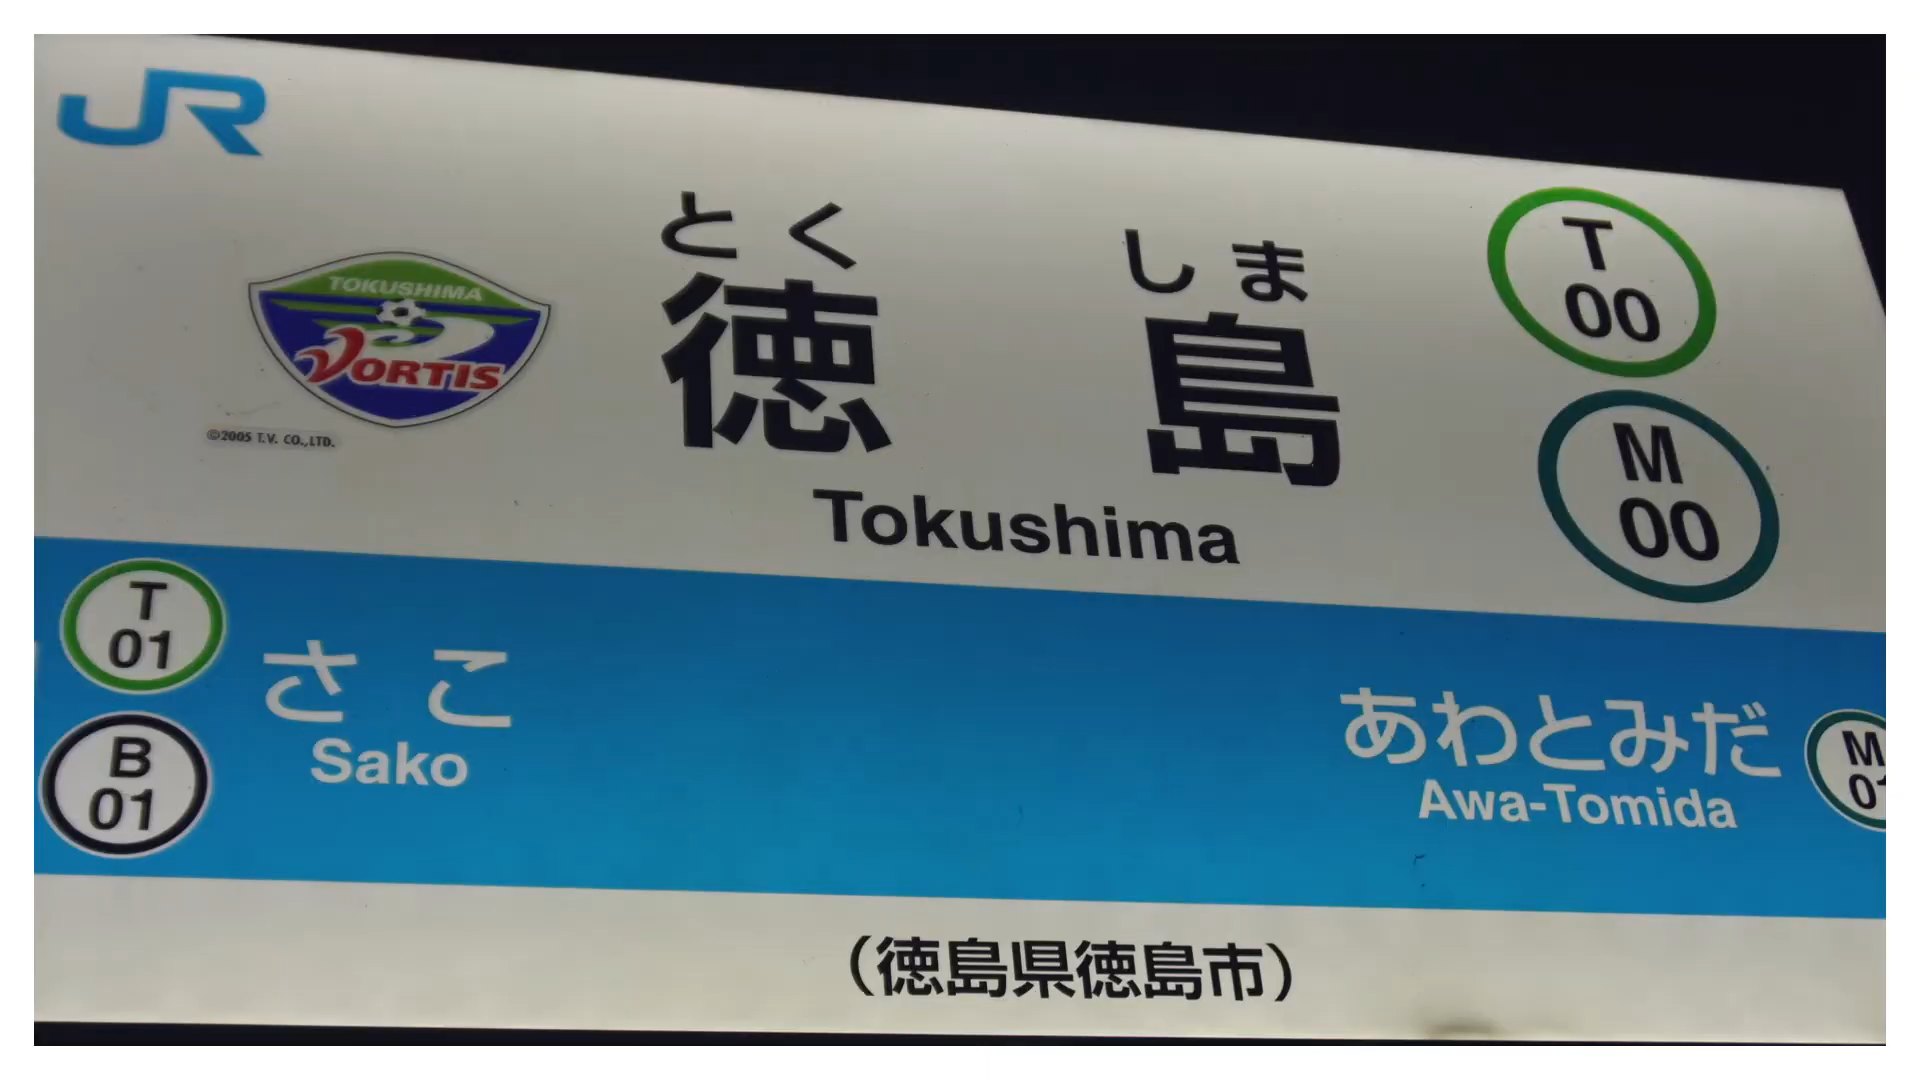 JR
とく しま
徳島
Tokushima
T
00
M
00
TOKUSHIMA
VORTIS
©2005 T.V. CO.,LTD.
T
01
B
01
さこ
Sako
あわとみだ
Awa-Tomida
M
01
(徳島県徳島市)